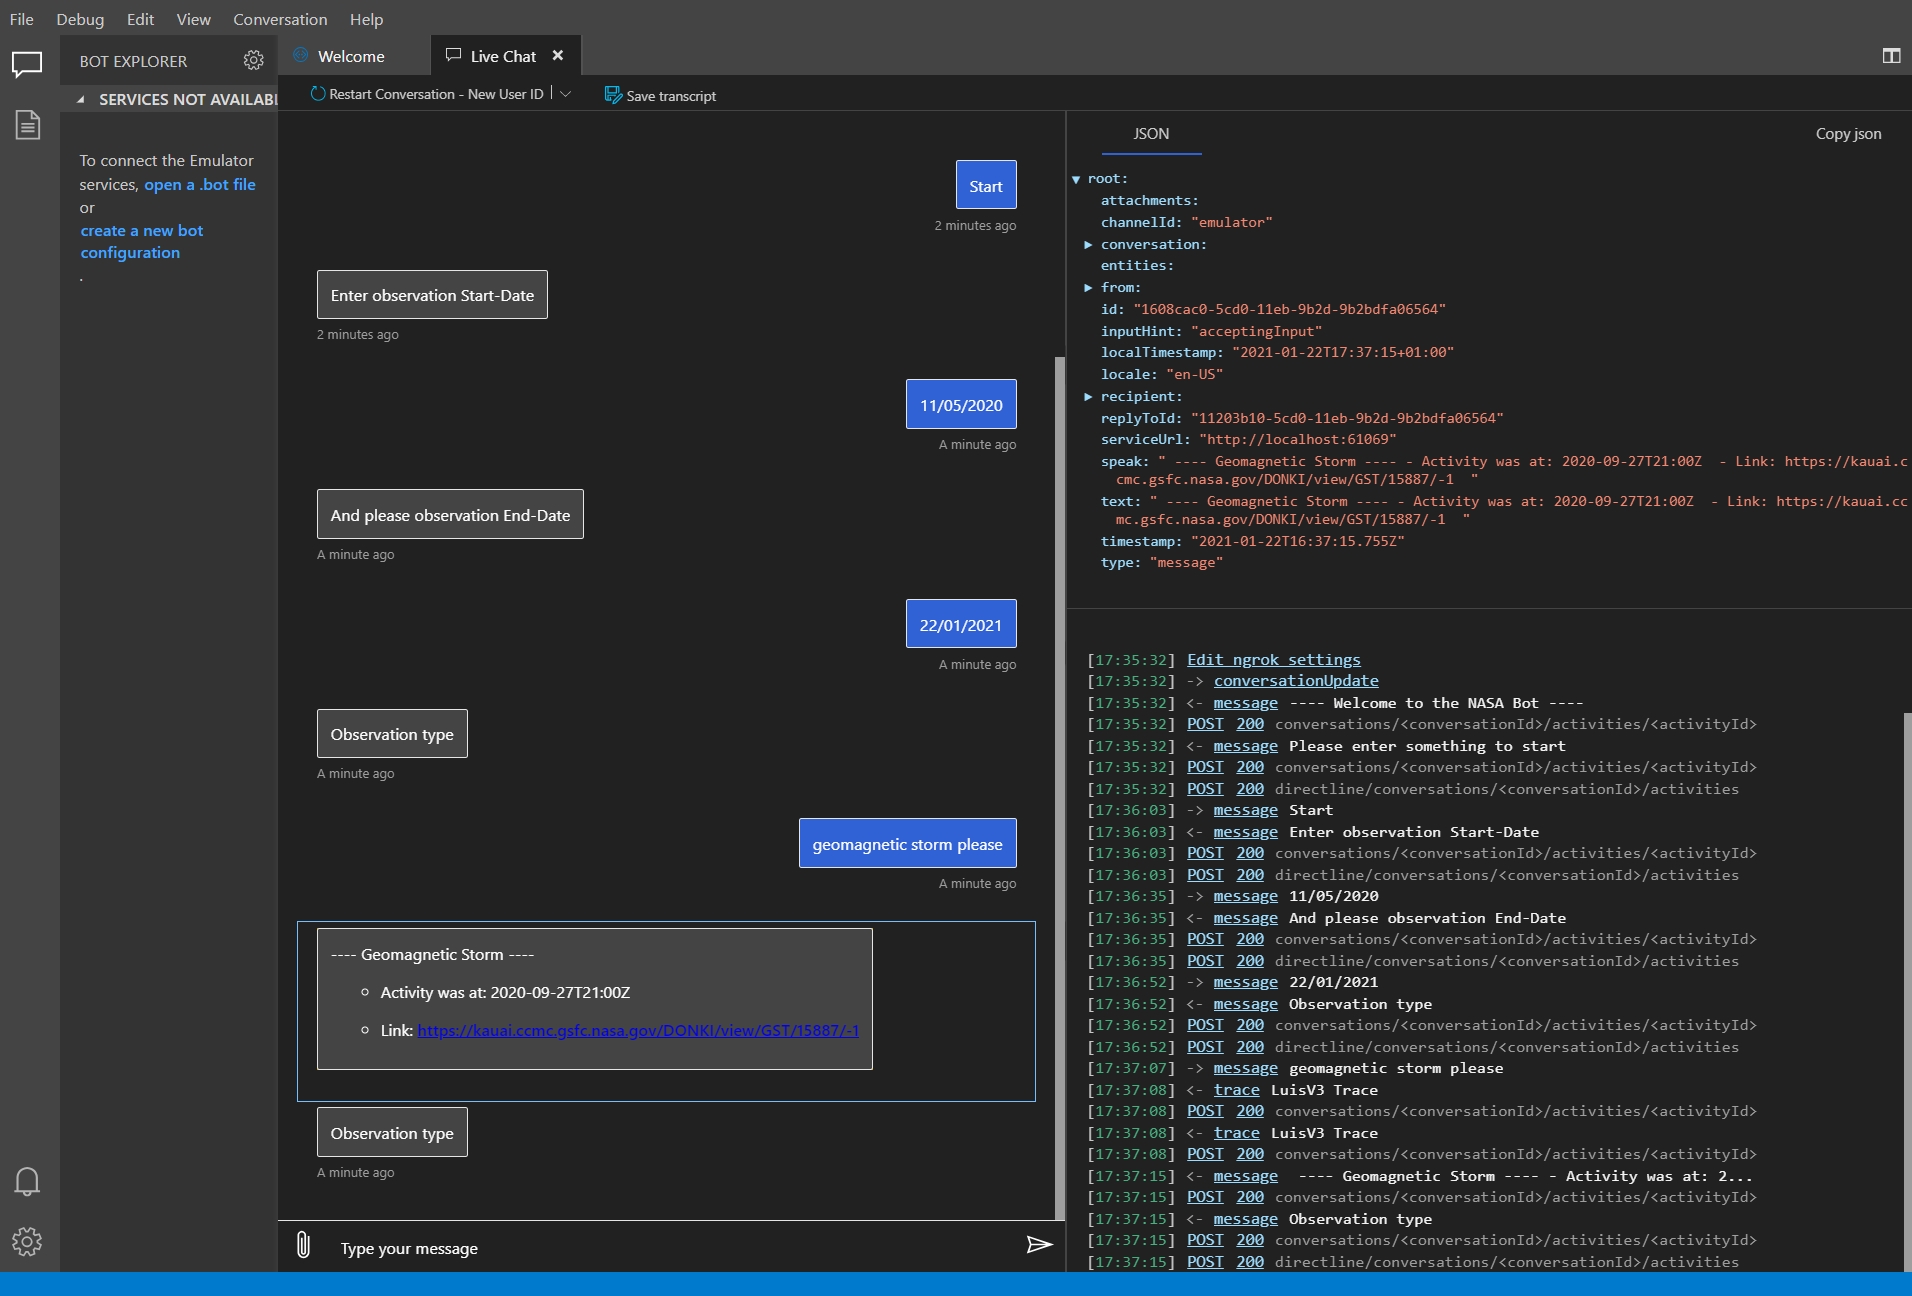 File Debug Edit View Conversation Help
BOT EXPLORER
SERVICES NOT AVAILABL
To connect the Emulator
services, open a .bot file
or
create a new bot
configuration
.
Welcome
Live Chat
Restart Conversation - New User ID
Save transcript
Start
2 minutes ago
Enter observation Start-Date
2 minutes ago
11/05/2020
A minute ago
And please observation End-Date
A minute ago
22/01/2021
A minute ago
Observation type
A minute ago
geomagnetic storm please
A minute ago
---- Geomagnetic Storm ----
Activity was at: 2020-09-27T21:00Z
Link: https://kauai.ccmc.gsfc.nasa.gov/DONKI/view/GST/15887/-1
Observation type
A minute ago
Type your message
JSON
Copy json
root:
attachments:
channelId: "emulator"
conversation:
entities:
from:
id: "1608cac0-5cd0-11eb-9b2d-9b2bdfa06564"
inputHint: "acceptingInput"
localTimestamp: "2021-01-22T17:37:15+01:00"
locale: "en-US"
recipient:
replyToId: "11203b10-5cd0-11eb-9b2d-9b2bdfa06564"
serviceUrl: "http://localhost:61069"
speak: " ---- Geomagnetic Storm ---- - Activity was at: 2020-09-27T21:00Z - Link: https://kauai.c
cmc.gsfc.nasa.gov/DONKI/view/GST/15887/-1 "
text: " ---- Geomagnetic Storm ---- - Activity was at: 2020-09-27T21:00Z - Link: https://kauai.cc
mc.gsfc.nasa.gov/DONKI/view/GST/15887/-1 "
timestamp: "2021-01-22T16:37:15.755Z"
type: "message"
[17:35:32] Edit ngrok settings
[17:35:32] -> conversationUpdate
[17:35:32] <- message ---- Welcome to the NASA Bot ----
[17:35:32] POST 200 conversations/<conversationId>/activities/<activityId>
[17:35:32] <- message Please enter something to start
[17:35:32] POST 200 conversations/<conversationId>/activities/<activityId>
[17:35:32] POST 200 directline/conversations/<conversationId>/activities
[17:36:03] -> message Start
[17:36:03] <- message Enter observation Start-Date
[17:36:03] POST 200 conversations/<conversationId>/activities/<activityId>
[17:36:03] POST 200 directline/conversations/<conversationId>/activities
[17:36:35] -> message 11/05/2020
[17:36:35] <- message And please observation End-Date
[17:36:35] POST 200 conversations/<conversationId>/activities/<activityId>
[17:36:35] POST 200 directline/conversations/<conversationId>/activities
[17:36:52] -> message 22/01/2021
[17:36:52] <- message Observation type
[17:36:52] POST 200 conversations/<conversationId>/activities/<activityId>
[17:36:52] POST 200 directline/conversations/<conversationId>/activities
[17:37:07] -> message geomagnetic storm please
[17:37:08] <- trace LuisV3 Trace
[17:37:08] POST 200 conversations/<conversationId>/activities/<activityId>
[17:37:08] <- trace LuisV3 Trace
[17:37:08] POST 200 conversations/<conversationId>/activities/<activityId>
[17:37:15] <- message ---- Geomagnetic Storm ---- - Activity was at: 2...
[17:37:15] POST 200 conversations/<conversationId>/activities/<activityId>
[17:37:15] <- message Observation type
[17:37:15] POST 200 conversations/<conversationId>/activities/<activityId>
[17:37:15] POST 200 directline/conversations/<conversationId>/activities